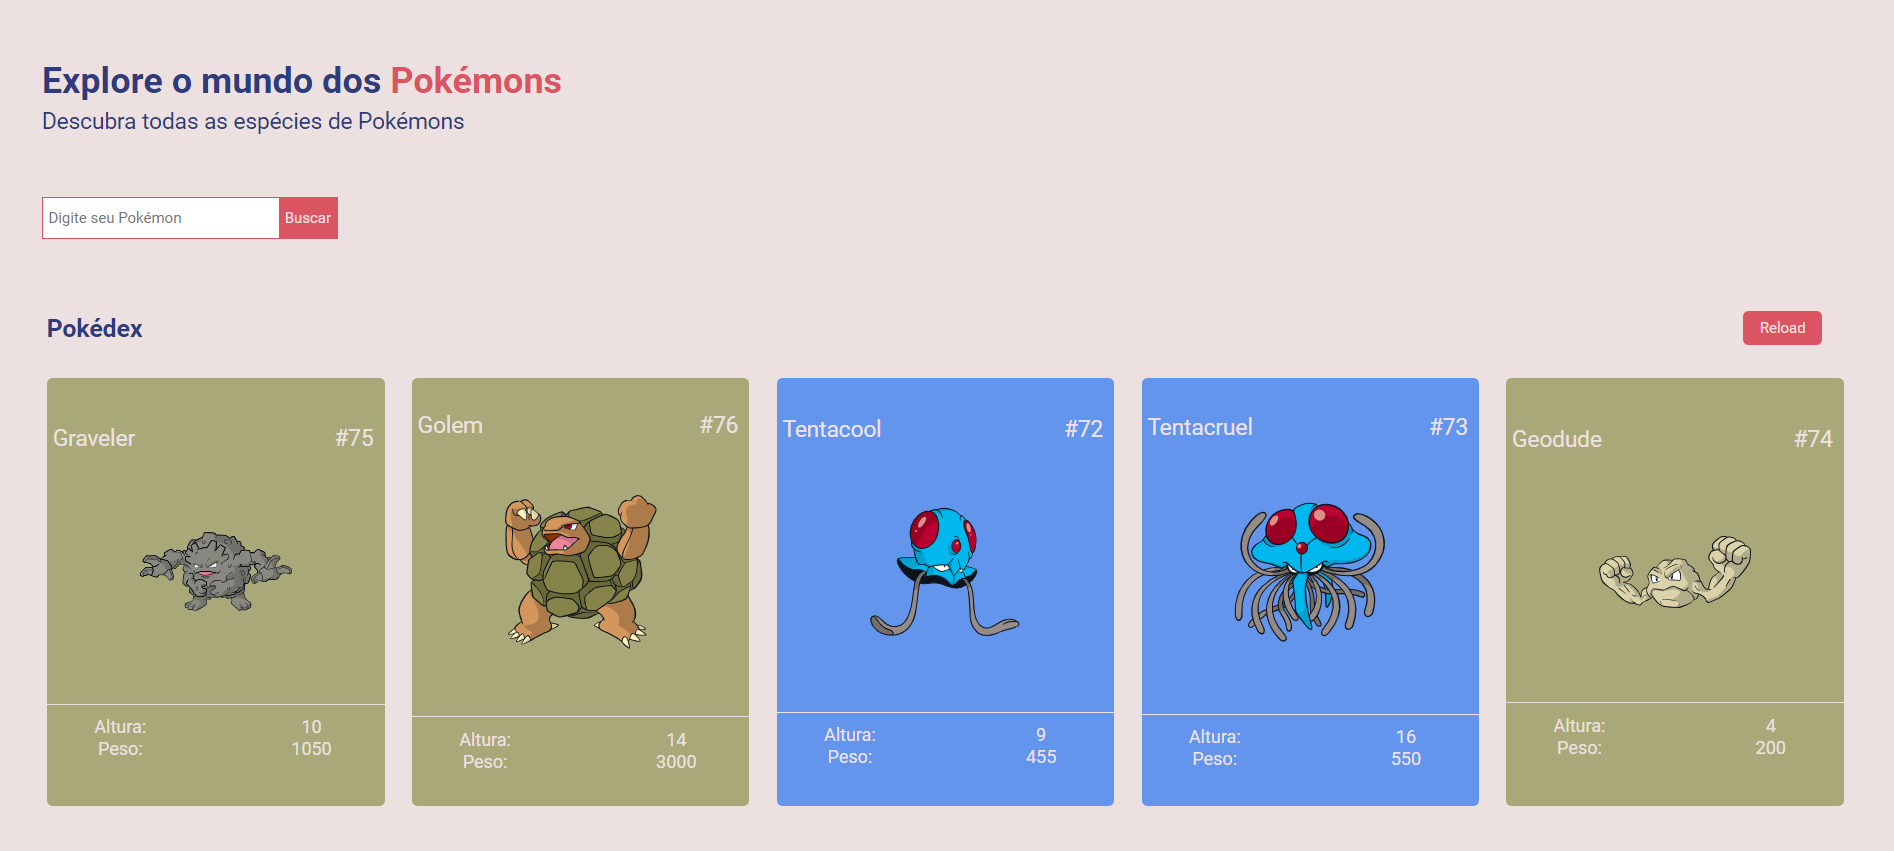 Explore o mundo dos Pokémons
Descubra todas as espécies de Pokémons
Digite seu Pokémon Buscar
Pokédex Reload
Graveler #75
Altura: 10
Peso: 1050
Golem #76
Altura: 14
Peso: 3000
Tentacool #72
Altura: 9
Peso: 455
Tentacruel #73
Altura: 16
Peso: 550
Geodude #74
Altura: 4
Peso: 200